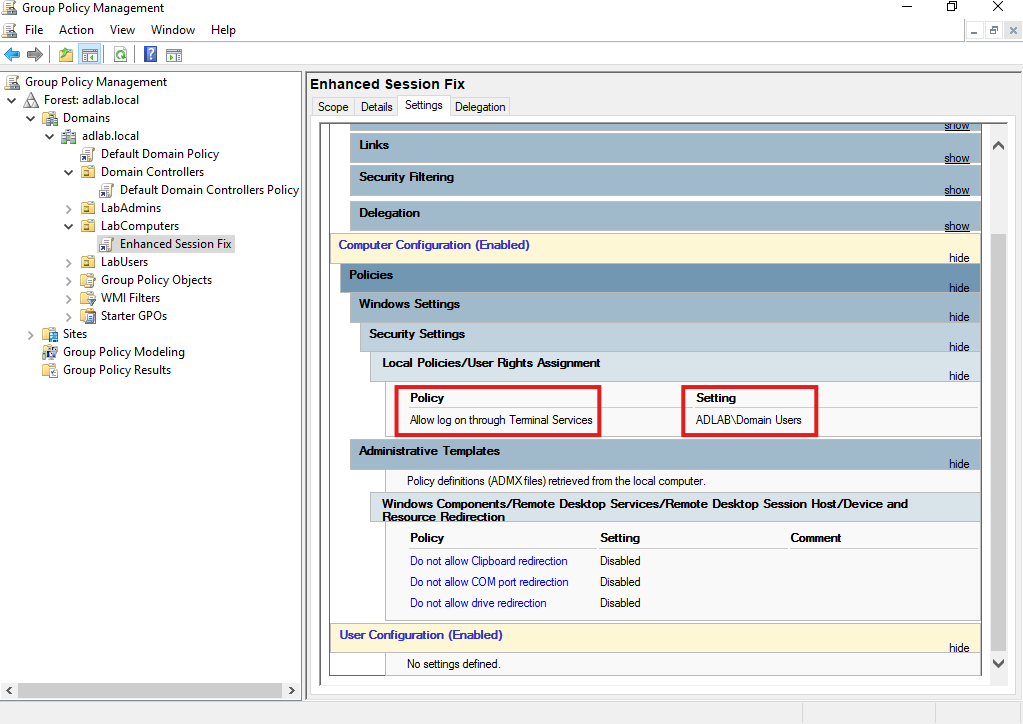 Group Policy Management
File Action View Window Help
Group Policy Management
Forest: adlab.local
Domains
adlab.local
Default Domain Policy
Domain Controllers
Default Domain Controllers Policy
LabAdmins
LabComputers
Enhanced Session Fix
LabUsers
Group Policy Objects
WMI Filters
Starter GPOs
Sites
Group Policy Modeling
Group Policy Results
Enhanced Session Fix
Scope Details Settings Delegation
show
Links
show
Security Filtering
show
Delegation
show
Computer Configuration (Enabled)
hide
Policies
hide
Windows Settings
hide
Security Settings
hide
Local Policies/User Rights Assignment
hide
Policy Setting
Allow log on through Terminal Services ADLAB\Domain Users
Administrative Templates
hide
Policy definitions (ADMX files) retrieved from the local computer.
Windows Components/Remote Desktop Services/Remote Desktop Session Host/Device and
Resource Redirection
Policy Setting Comment
Do not allow Clipboard redirection Disabled
Do not allow COM port redirection Disabled
Do not allow drive redirection Disabled
User Configuration (Enabled)
hide
No settings defined.